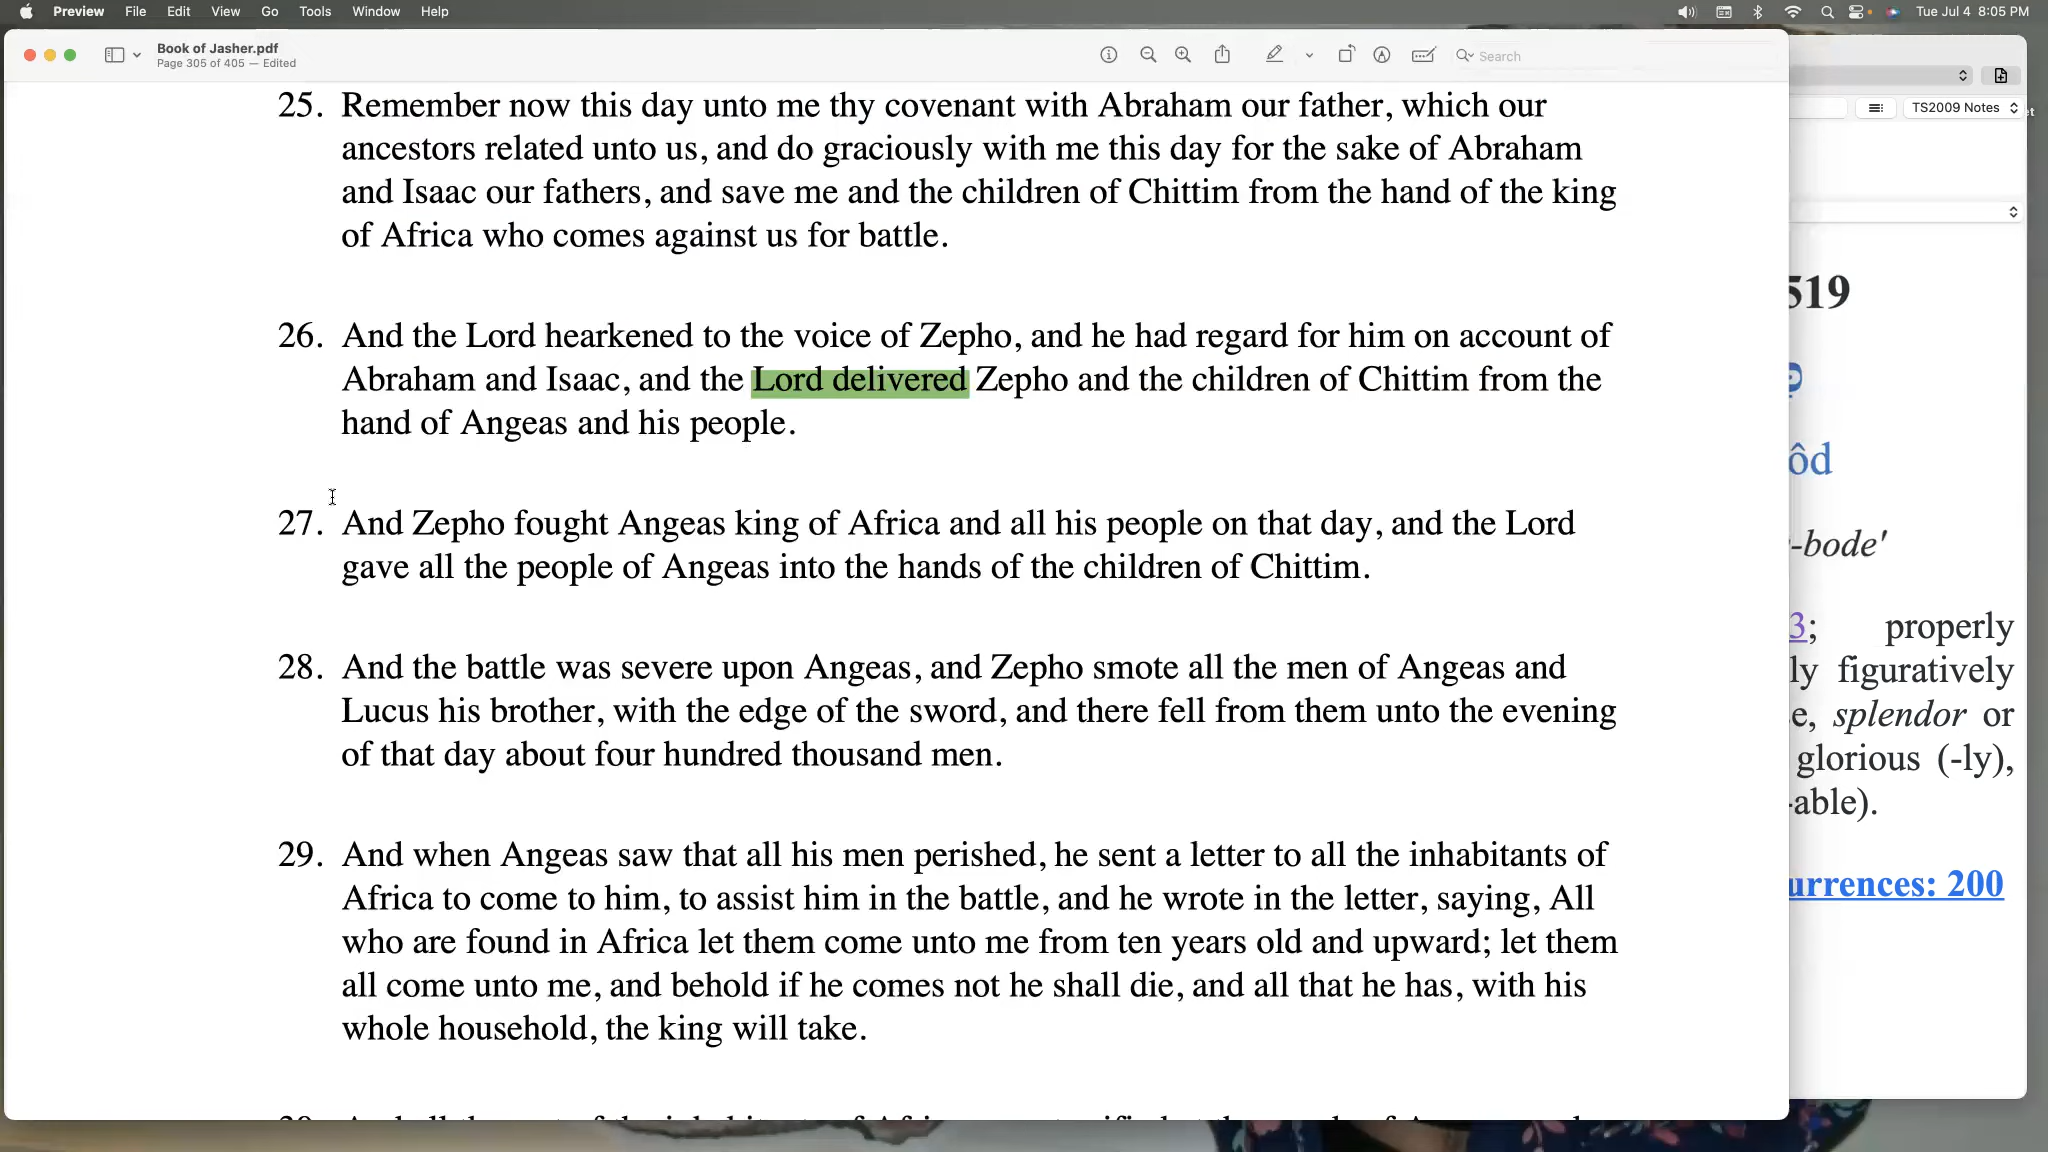 Preview File Edit View Go Tools Window Help
Tue Jul 4 8:05 PM
Book of Jasher.pdf
Page 305 of 405 — Edited
Search
TS2009 Notes
25. Remember now this day unto me thy covenant with Abraham our father, which our
ancestors related unto us, and do graciously with me this day for the sake of Abraham
and Isaac our fathers, and save me and the children of Chittim from the hand of the king
of Africa who comes against us for battle.
26. And the Lord hearkened to the voice of Zepho, and he had regard for him on account of
Abraham and Isaac, and the Lord delivered Zepho and the children of Chittim from the
hand of Angeas and his people.
27. And Zepho fought Angeas king of Africa and all his people on that day, and the Lord
gave all the people of Angeas into the hands of the children of Chittim.
28. And the battle was severe upon Angeas, and Zepho smote all the men of Angeas and
Lucus his brother, with the edge of the sword, and there fell from them unto the evening
of that day about four hundred thousand men.
29. And when Angeas saw that all his men perished, he sent a letter to all the inhabitants of
Africa to come to him, to assist him in the battle, and he wrote in the letter, saying, All
who are found in Africa let them come unto me from ten years old and upward; let them
all come unto me, and behold if he comes not he shall die, and all that he has, with his
whole household, the king will take.
519
ôd
-bode'
3; properly
ly figuratively
e, splendor or
glorious (-ly),
-able).
urrences: 200